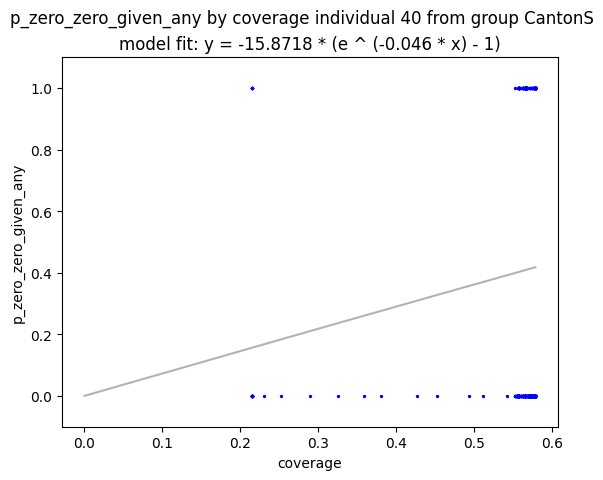 p_zero_zero_given_any by coverage individual 40 from group CantonS
model fit: y = -15.8718 * (e ^ (-0.046 * x) - 1)
p_zero_zero_given_any
1.0
0.8
0.6
0.4
0.2
0.0
0.0 0.1 0.2 0.3 0.4 0.5 0.6
coverage